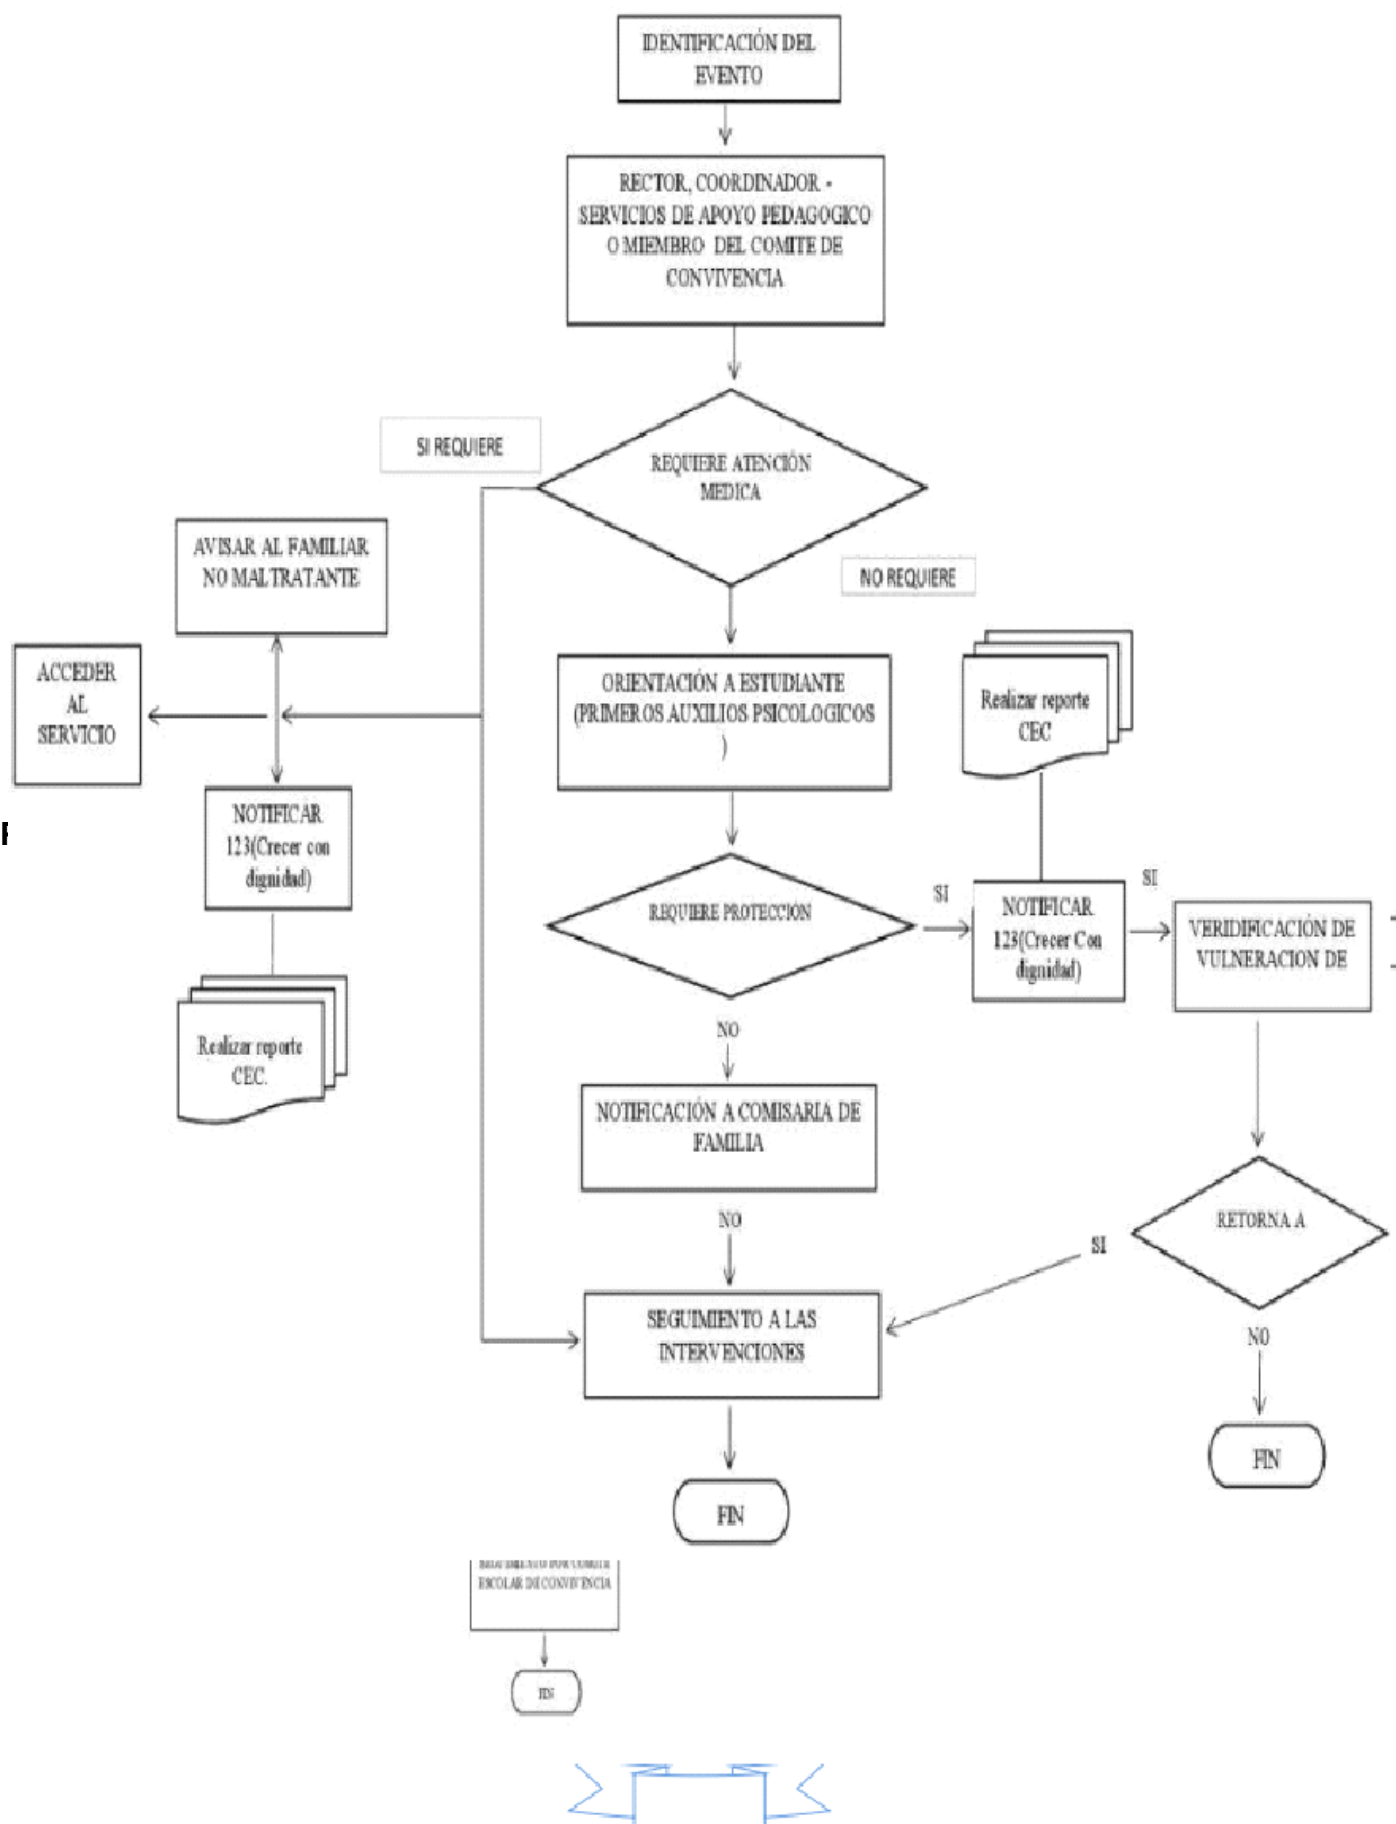 IDENTIFICACIÓN DEL
EVENTO
RECTOR, COORDINADOR -
SERVICIOS DE APOYO PEDAGOGICO
O MIEMBRO DEL COMITE DE
CONVIVENCIA
SI REQUIERE
REQUIERE ATENCIÓN
MEDICA
AVISAR AL FAMILIAR
NO MALTRATANTE
NO REQUIERE
ACCEDER
AL
SERVICIO
ORIENTACIÓN A ESTUDIANTE
(PRIMEROS AUXILIOS PSICOLOGICOS
)
Realizar reporte
CEC
NOTIFICAR
123(Crecer con
dignidad)
REQUIERE PROTECCION
SI
NOTIFICAR
123(Crecer Con
dignidad)
SI
VERIDIFICACIÓN DE
VULNERACION DE
Realizar reporte
CEC.
NO
NOTIFICACIÓN A COMISARIA DE
FAMILIA
NO
RETORNA A
SI
SEGUIMIENTO A LAS
INTERVENCIONES
NO
FIN
FIN
ESCOLAR DE CONVIVENCIA
FIN